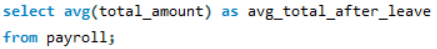 select avg(total_amount) as avg_total_after_leave
from payroll;